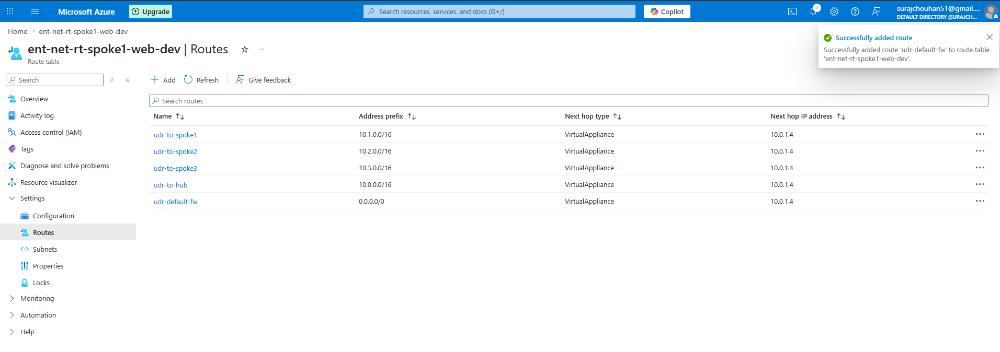 Microsoft Azure
Upgrade
Search resources, services, and docs (G+/)
Copilot
7
surajchouhan51@gmail....
DEFAULT DIRECTORY (SURAJCH...
Home > ent-net-rt-spoke1-web-dev
ent-net-rt-spoke1-web-dev | Routes
Route table
Successfully added route
Successfully added route 'udr-default-fw' to route table
'ent-net-rt-spoke1-web-dev'.
Search
Add Refresh Give feedback
Overview
Activity log
Access control (IAM)
Tags
Diagnose and solve problems
Resource visualizer
Settings
Configuration
Routes
Subnets
Properties
Locks
Monitoring
Automation
Help
Search routes
Name Address prefix Next hop type Next hop IP address
udr-to-spoke1 10.1.0.0/16 VirtualAppliance 10.0.1.4
udr-to-spoke2 10.2.0.0/16 VirtualAppliance 10.0.1.4
udr-to-spoke3 10.3.0.0/16 VirtualAppliance 10.0.1.4
udr-to-hub 10.0.0.0/16 VirtualAppliance 10.0.1.4
udr-default-fw 0.0.0.0/0 VirtualAppliance 10.0.1.4